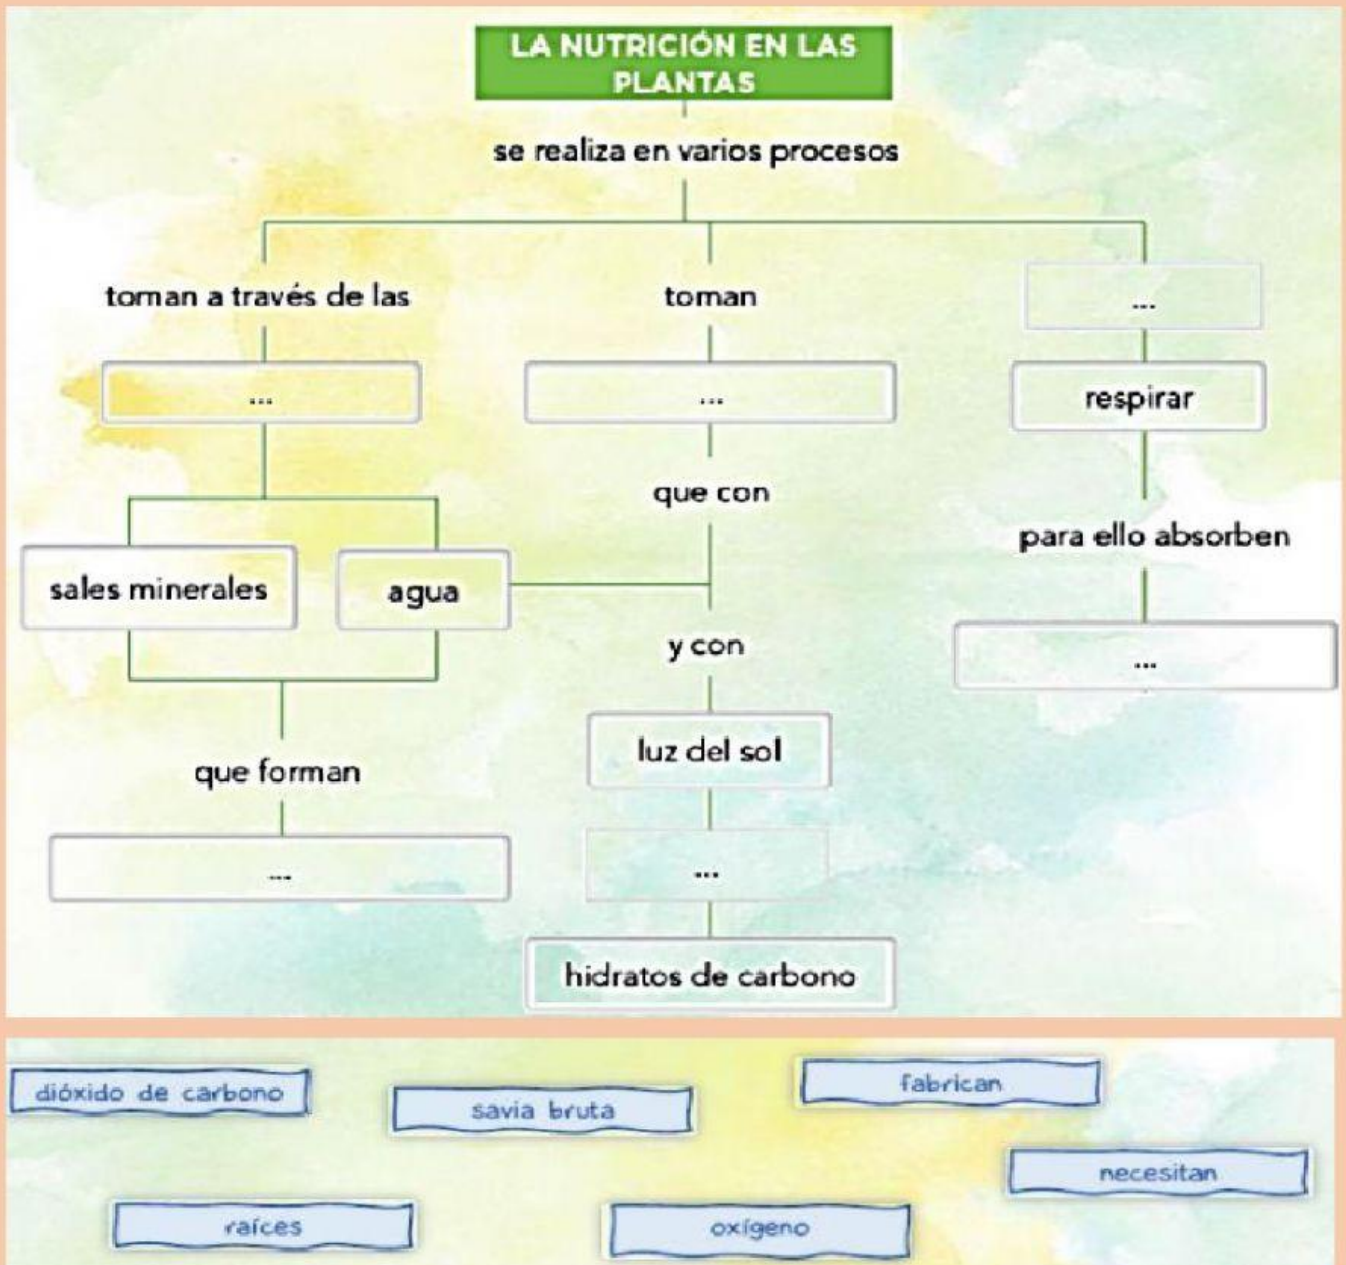 LA NUTRICIÓN EN LAS
PLANTAS
se realiza en varios procesos
toman a través de las
toman
...
...
...
respirar
que con
para ello absorben
sales minerales
agua
y con
...
luz del sol
que forman
...
...
hidratos de carbono
dióxido de carbono
savia bruta
fabrican
necesitan
raíces
oxígeno